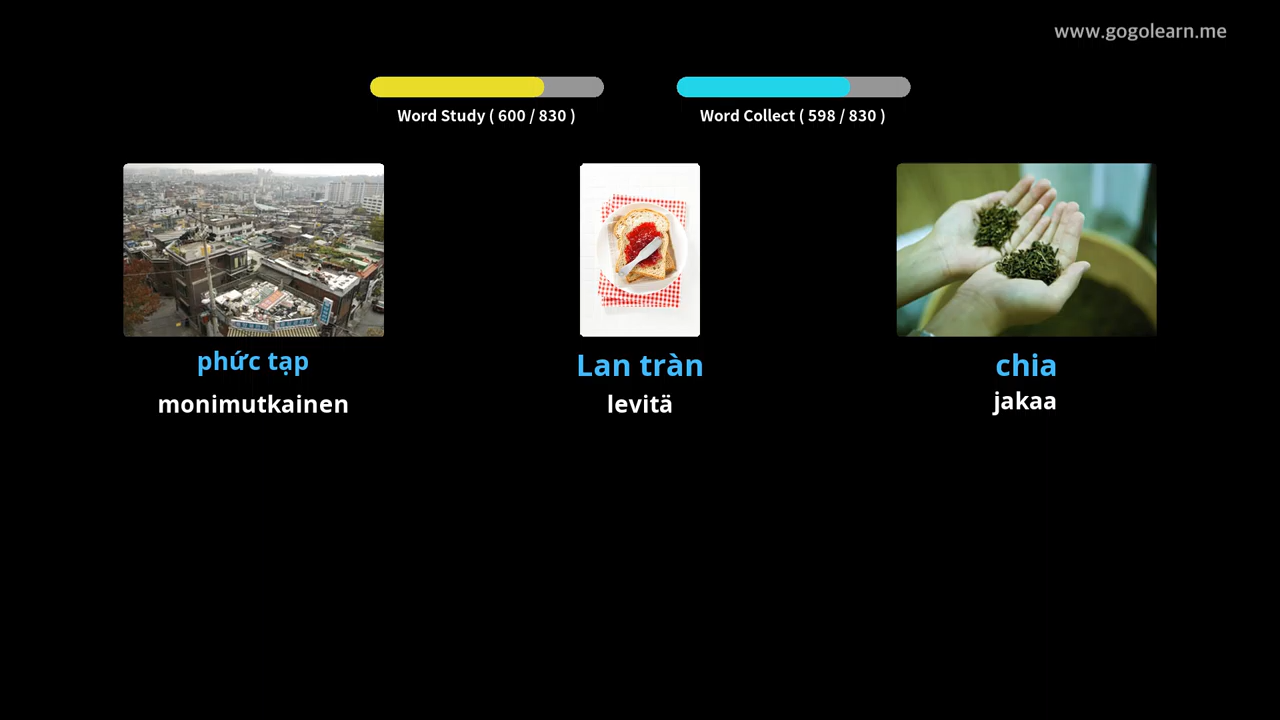 www.gogolearn.me
Word Study ( 600 / 830 )
Word Collect ( 598 / 830 )
phức tạp
monimutkainen
Lan tràn
levitä
chia
jakaa